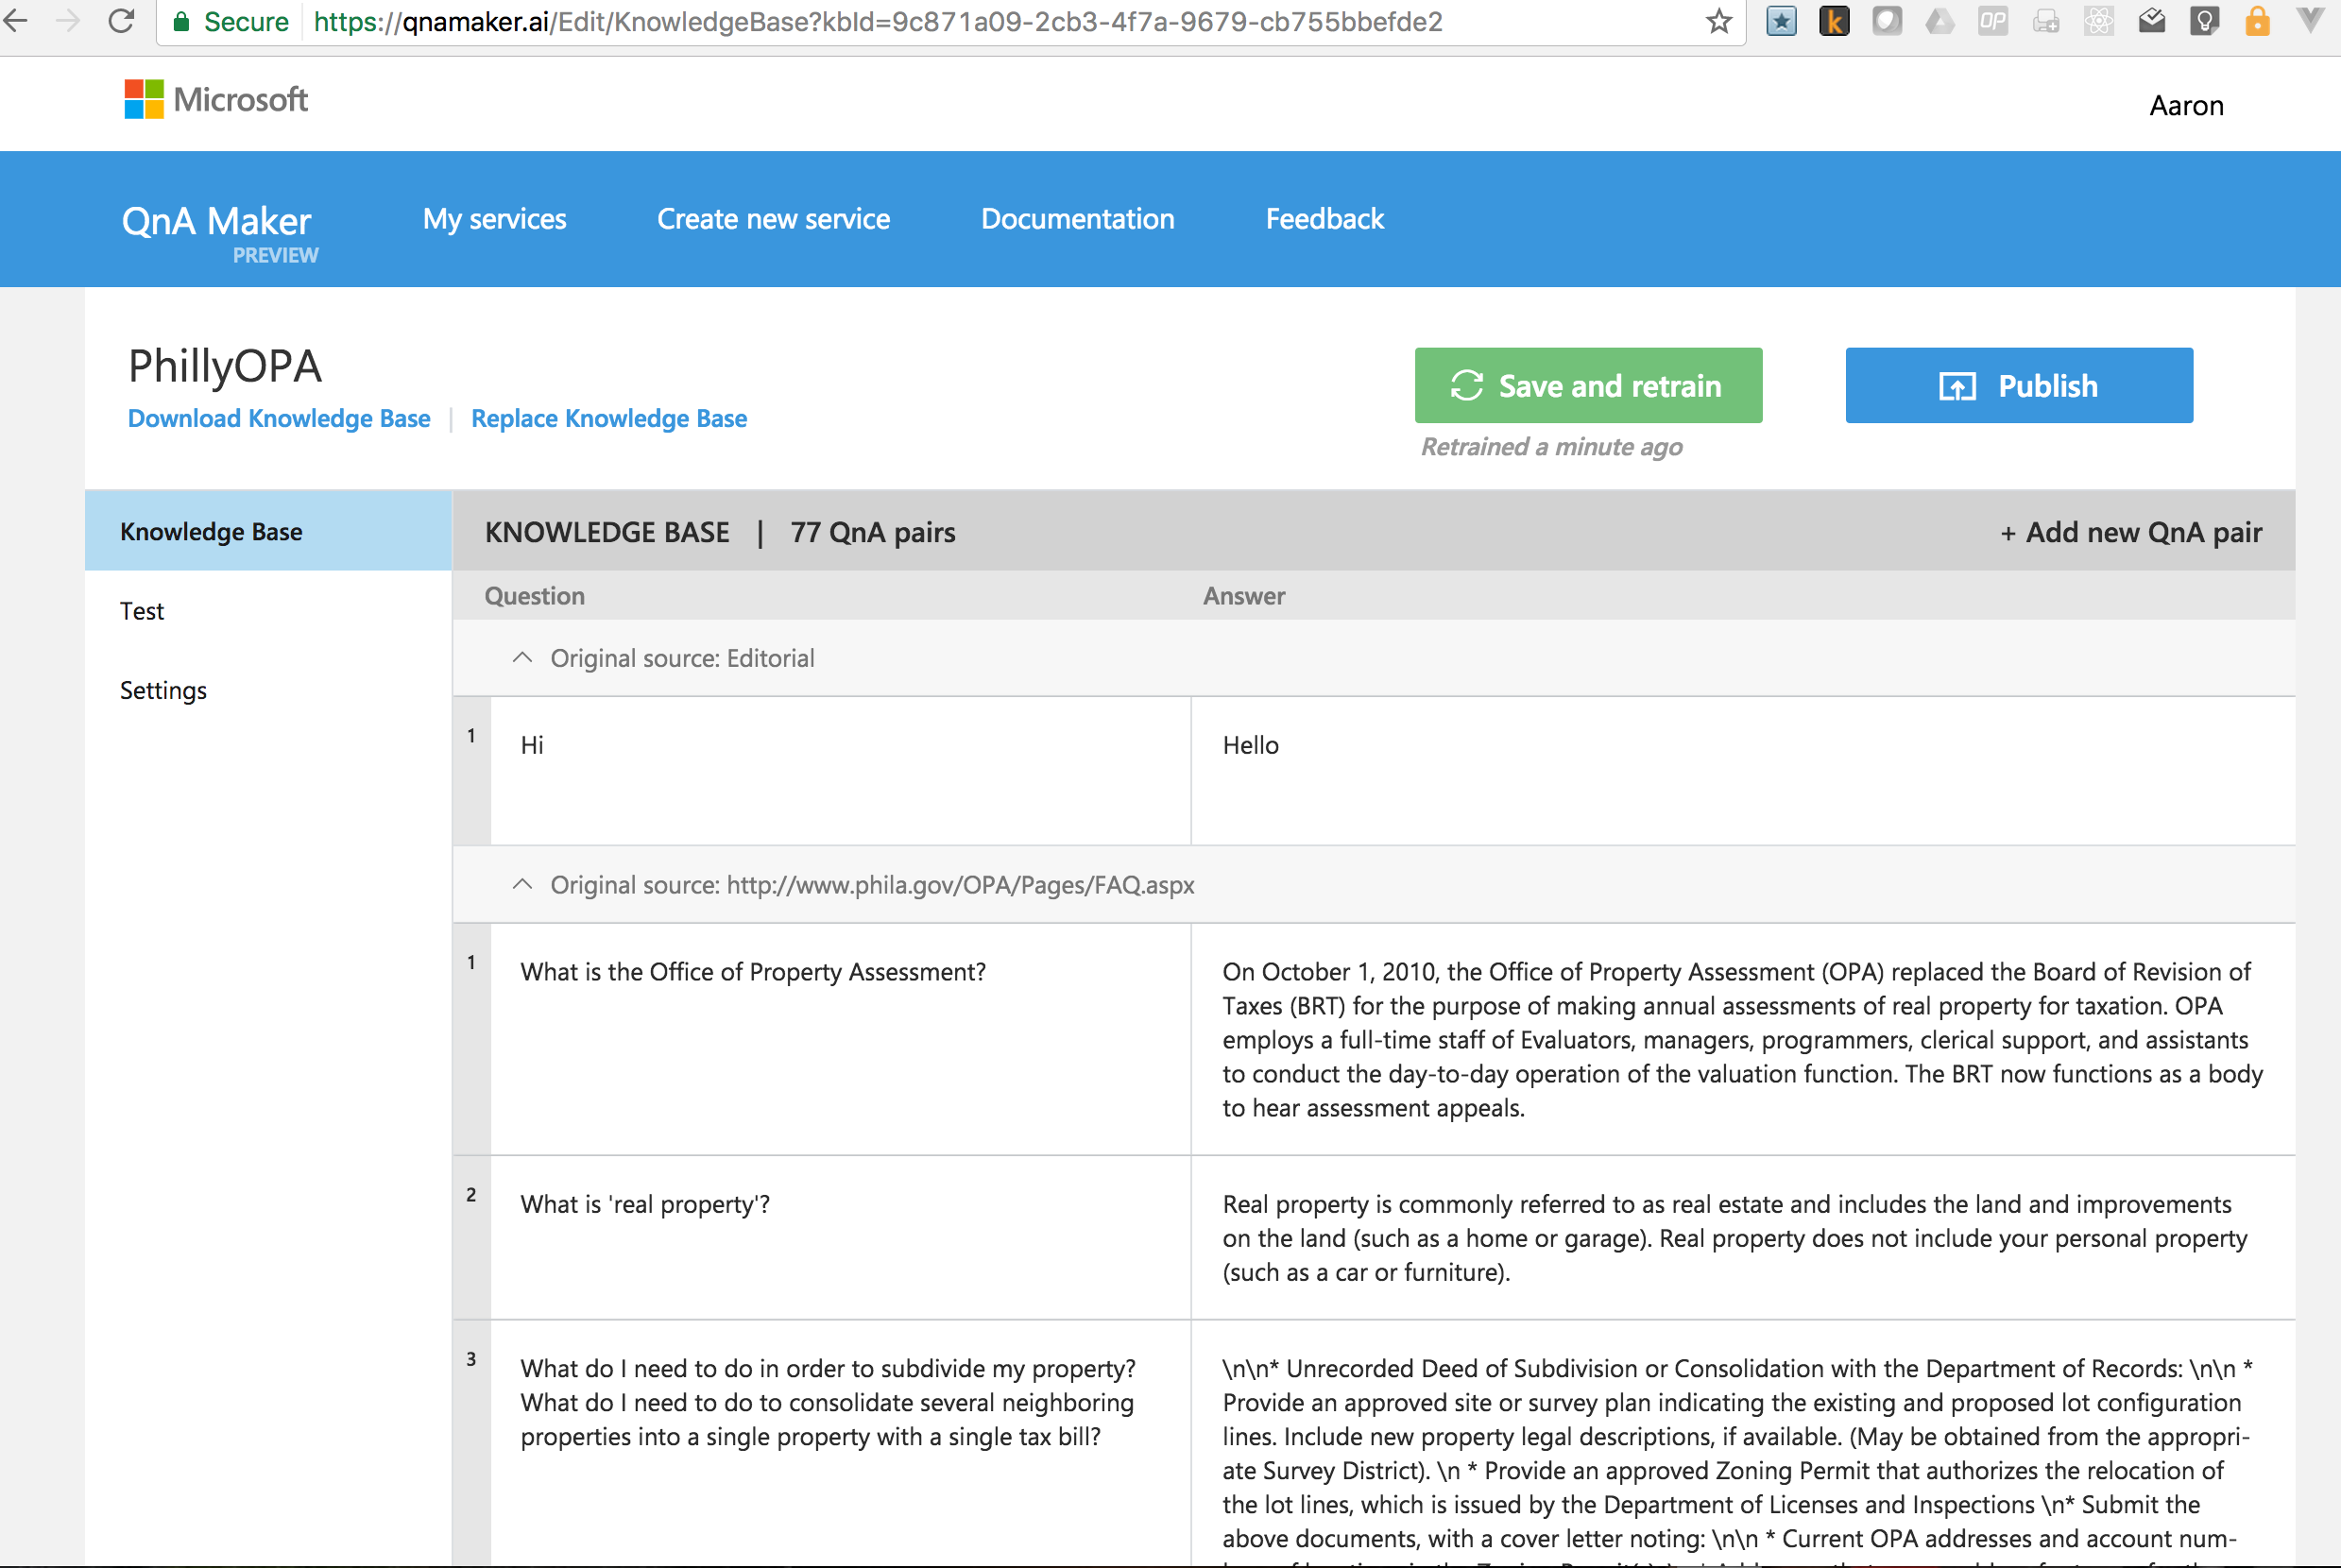 Secure https://qnamaker.ai/Edit/KnowledgeBase?kbId=9c871a09-2cb3-4f7a-9679-cb755bbefde2
k
OP
Microsoft
Aaron
QnA Maker
PREVIEW
My services
Create new service
Documentation
Feedback
PhillyOPA
Download Knowledge Base | Replace Knowledge Base
Save and retrain
Publish
Retrained a minute ago
Knowledge Base
Test
Settings
KNOWLEDGE BASE | 77 QnA pairs
+ Add new QnA pair
Question
Answer
Original source: Editorial
1
Hi
Hello
Original source: http://www.phila.gov/OPA/Pages/FAQ.aspx
1
What is the Office of Property Assessment?
On October 1, 2010, the Office of Property Assessment (OPA) replaced the Board of Revision of
Taxes (BRT) for the purpose of making annual assessments of real property for taxation. OPA
employs a full-time staff of Evaluators, managers, programmers, clerical support, and assistants
to conduct the day-to-day operation of the valuation function. The BRT now functions as a body
to hear assessment appeals.
2
What is 'real property'?
Real property is commonly referred to as real estate and includes the land and improvements
on the land (such as a home or garage). Real property does not include your personal property
(such as a car or furniture).
3
What do I need to do in order to subdivide my property?
What do I need to do to consolidate several neighboring
properties into a single property with a single tax bill?
\n\n* Unrecorded Deed of Subdivision or Consolidation with the Department of Records: \n\n *
Provide an approved site or survey plan indicating the existing and proposed lot configuration
lines. Include new property legal descriptions, if available. (May be obtained from the appropri-
ate Survey District). \n * Provide an approved Zoning Permit that authorizes the relocation of
the lot lines, which is issued by the Department of Licenses and Inspections \n* Submit the
above documents, with a cover letter noting: \n\n * Current OPA addresses and account num-